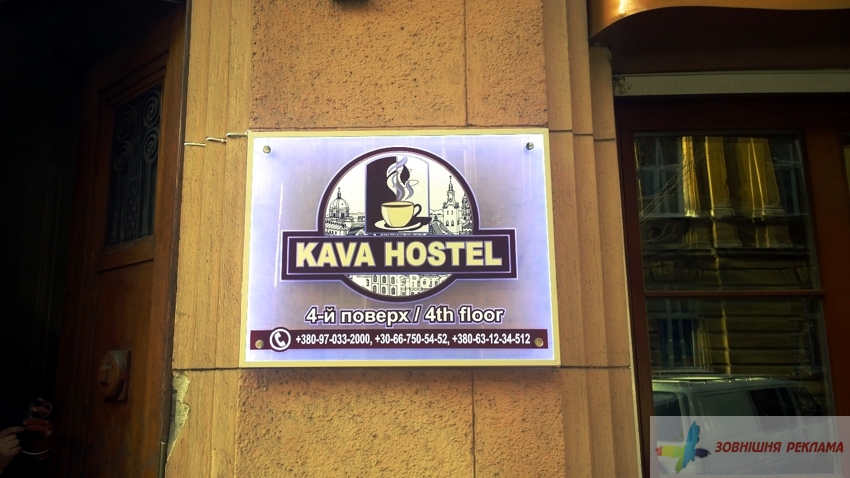 KAVA HOSTEL
4-й поверх / 4th floor
+380-97-033-2000, +30-66-750-54-52, +380-63-12-34-512
ЗОВНІШНЯ РЕКЛАМА